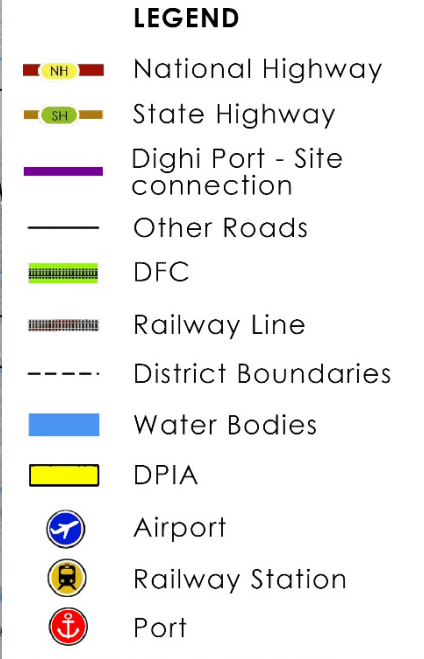 LEGEND
NH National Highway
SH State Highway
Dighi Port - Site
connection
Other Roads
DFC
Railway Line
District Boundaries
Water Bodies
DPIA
Airport
Railway Station
Port